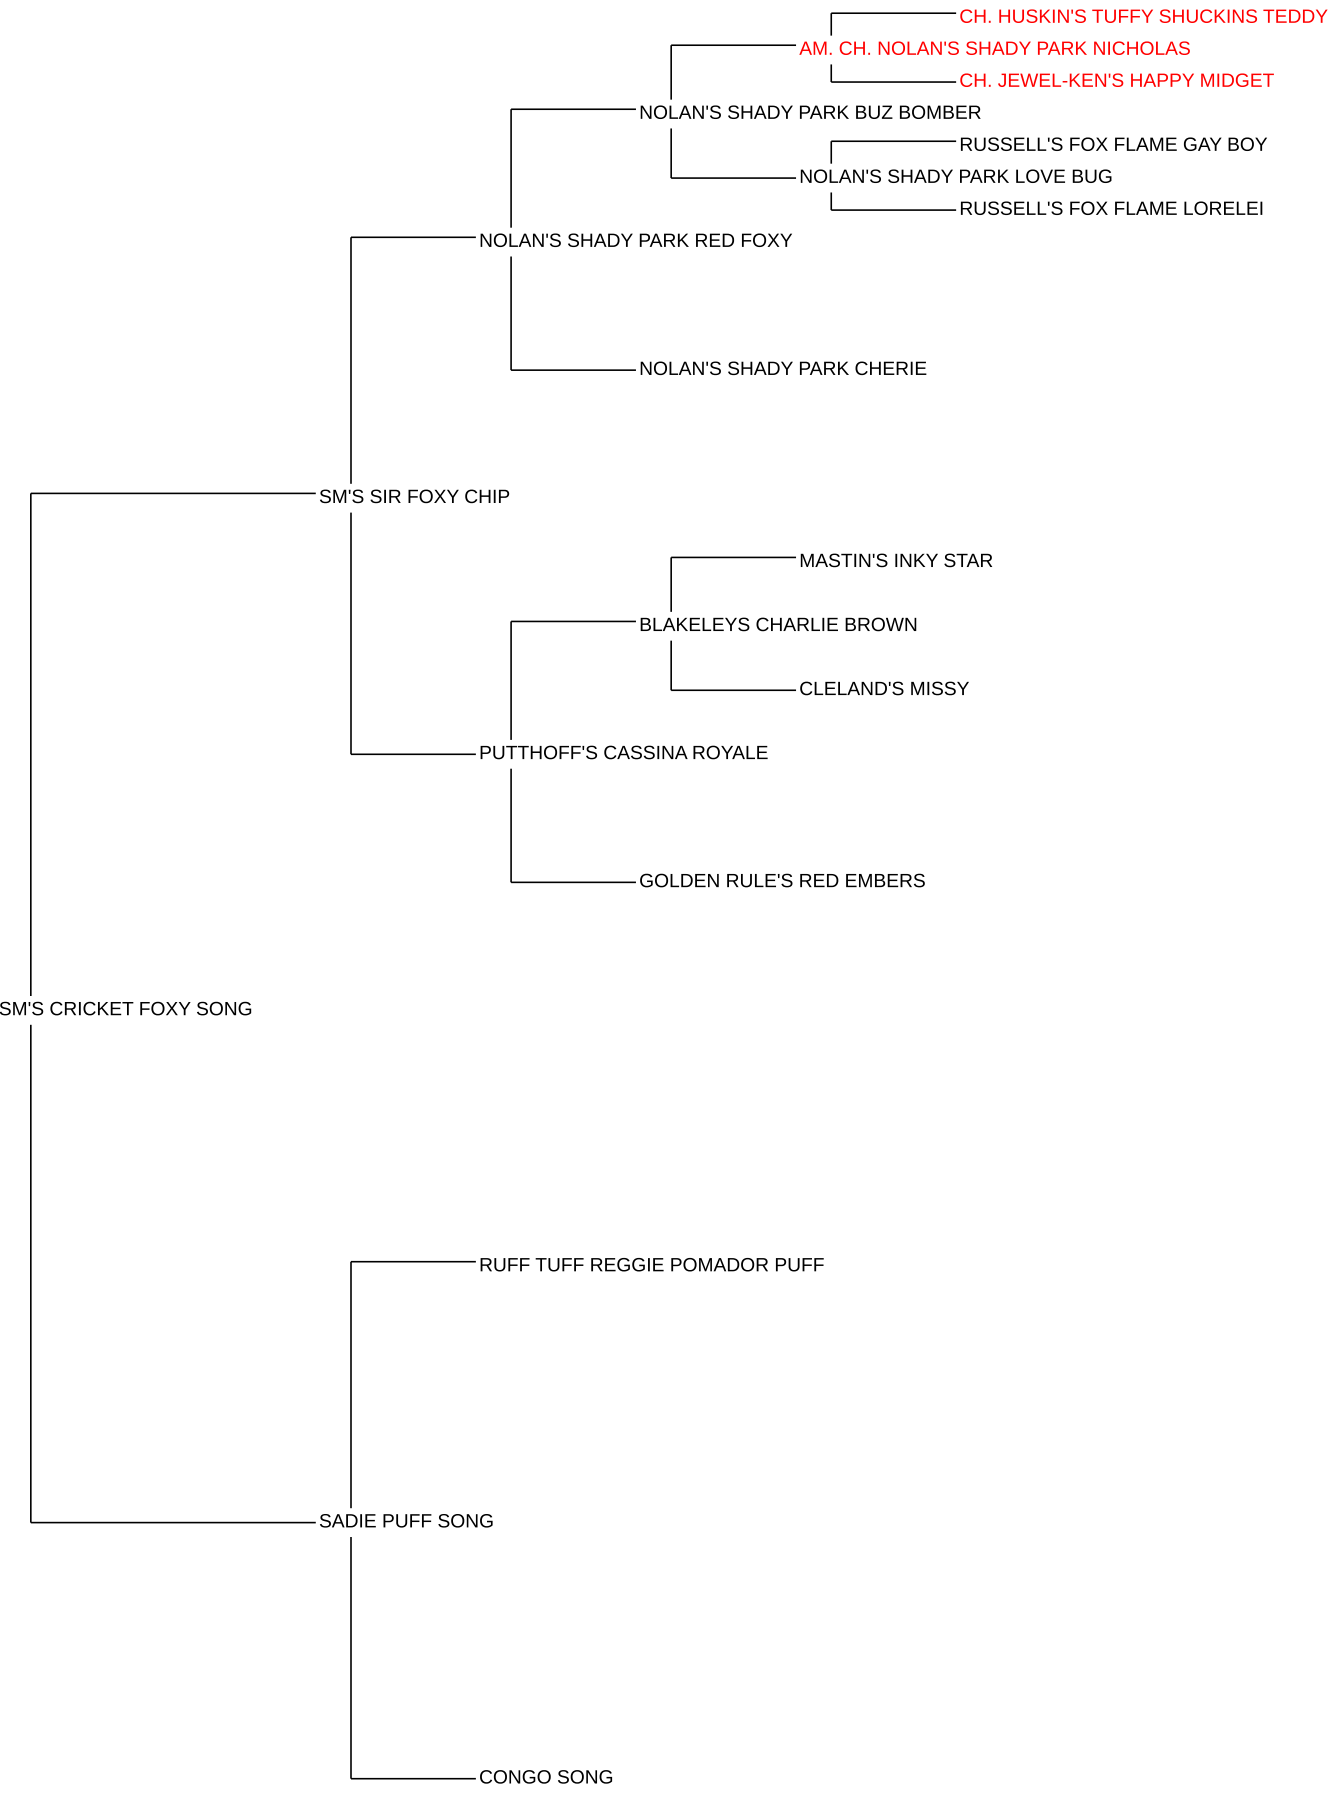 CH. HUSKIN'S TUFFY SHUCKINS TEDDY
AM. CH. NOLAN'S SHADY PARK NICHOLAS
CH. JEWEL-KEN'S HAPPY MIDGET
NOLAN'S SHADY PARK BUZ BOMBER
RUSSELL'S FOX FLAME GAY BOY
NOLAN'S SHADY PARK LOVE BUG
RUSSELL'S FOX FLAME LORELEI
NOLAN'S SHADY PARK RED FOXY
NOLAN'S SHADY PARK CHERIE
SM'S SIR FOXY CHIP
MASTIN'S INKY STAR
BLAKELEYS CHARLIE BROWN
CLELAND'S MISSY
PUTTHOFF'S CASSINA ROYALE
GOLDEN RULE'S RED EMBERS
SM'S CRICKET FOXY SONG
RUFF TUFF REGGIE POMADOR PUFF
SADIE PUFF SONG
CONGO SONG